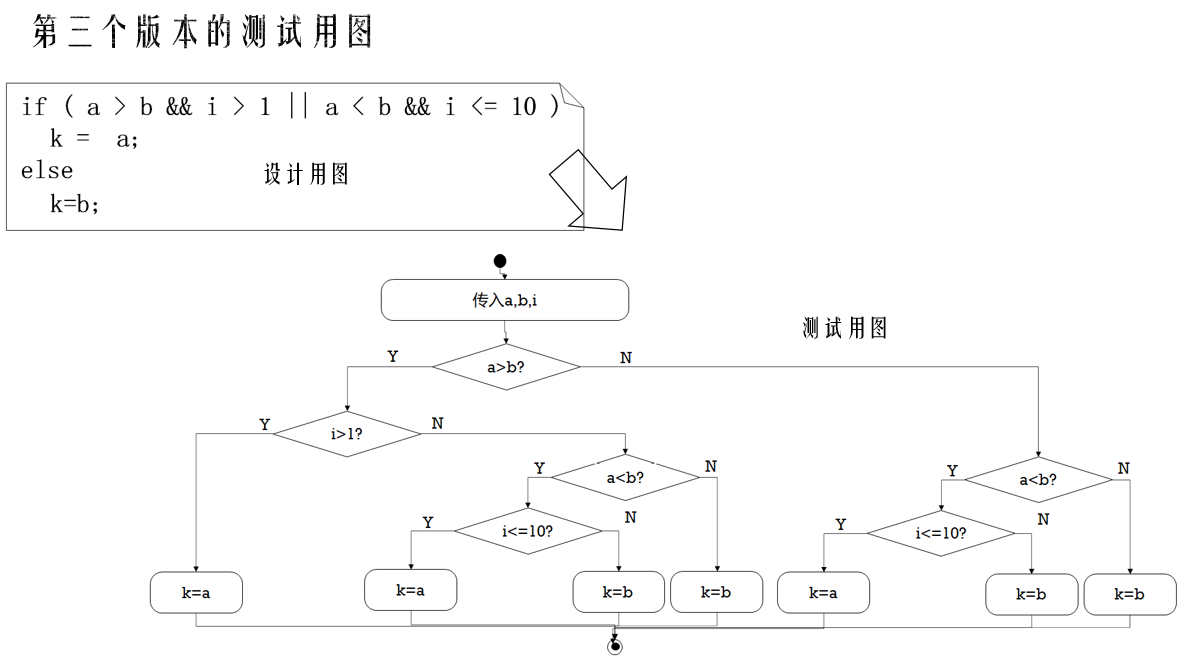 第三个版本的测试用图
if ( a > b && i > 1 || a < b && i <= 10 )
k = a;
else
设计用图
k=b;
传入a,b,i
测试用图
Y
N
a>b?
Y
N
i>1?
Y
N
a<b?
Y
N
a<b?
Y
N
i<=10?
Y
N
i<=10?
k=a
k=a
k=b
k=b
k=a
k=b
k=b